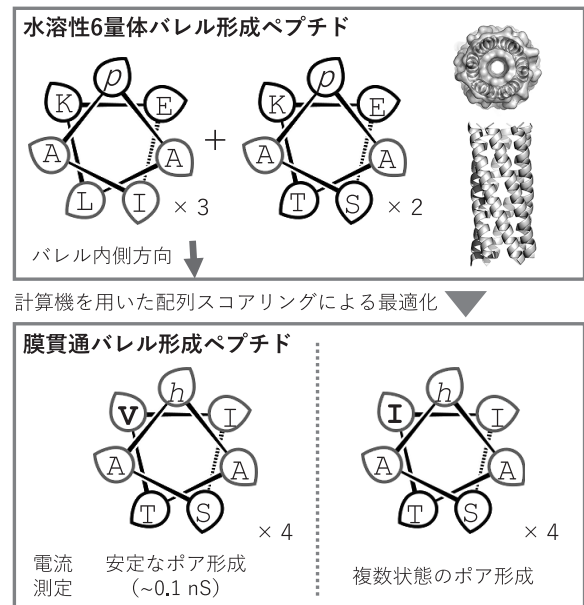 水溶性6量体バレル形成ペプチド
p
K E
A A
L I
× 3
+
p
K E
A A
T S
× 2
バレル内側方向
計算機を用いた配列スコアリングによる最適化
膜貫通バレル形成ペプチド
h
V I
A A
T S
× 4
h
I I
A A
T S
× 4
電流
測定
安定なポア形成
(~0.1 nS)
複数状態のポア形成